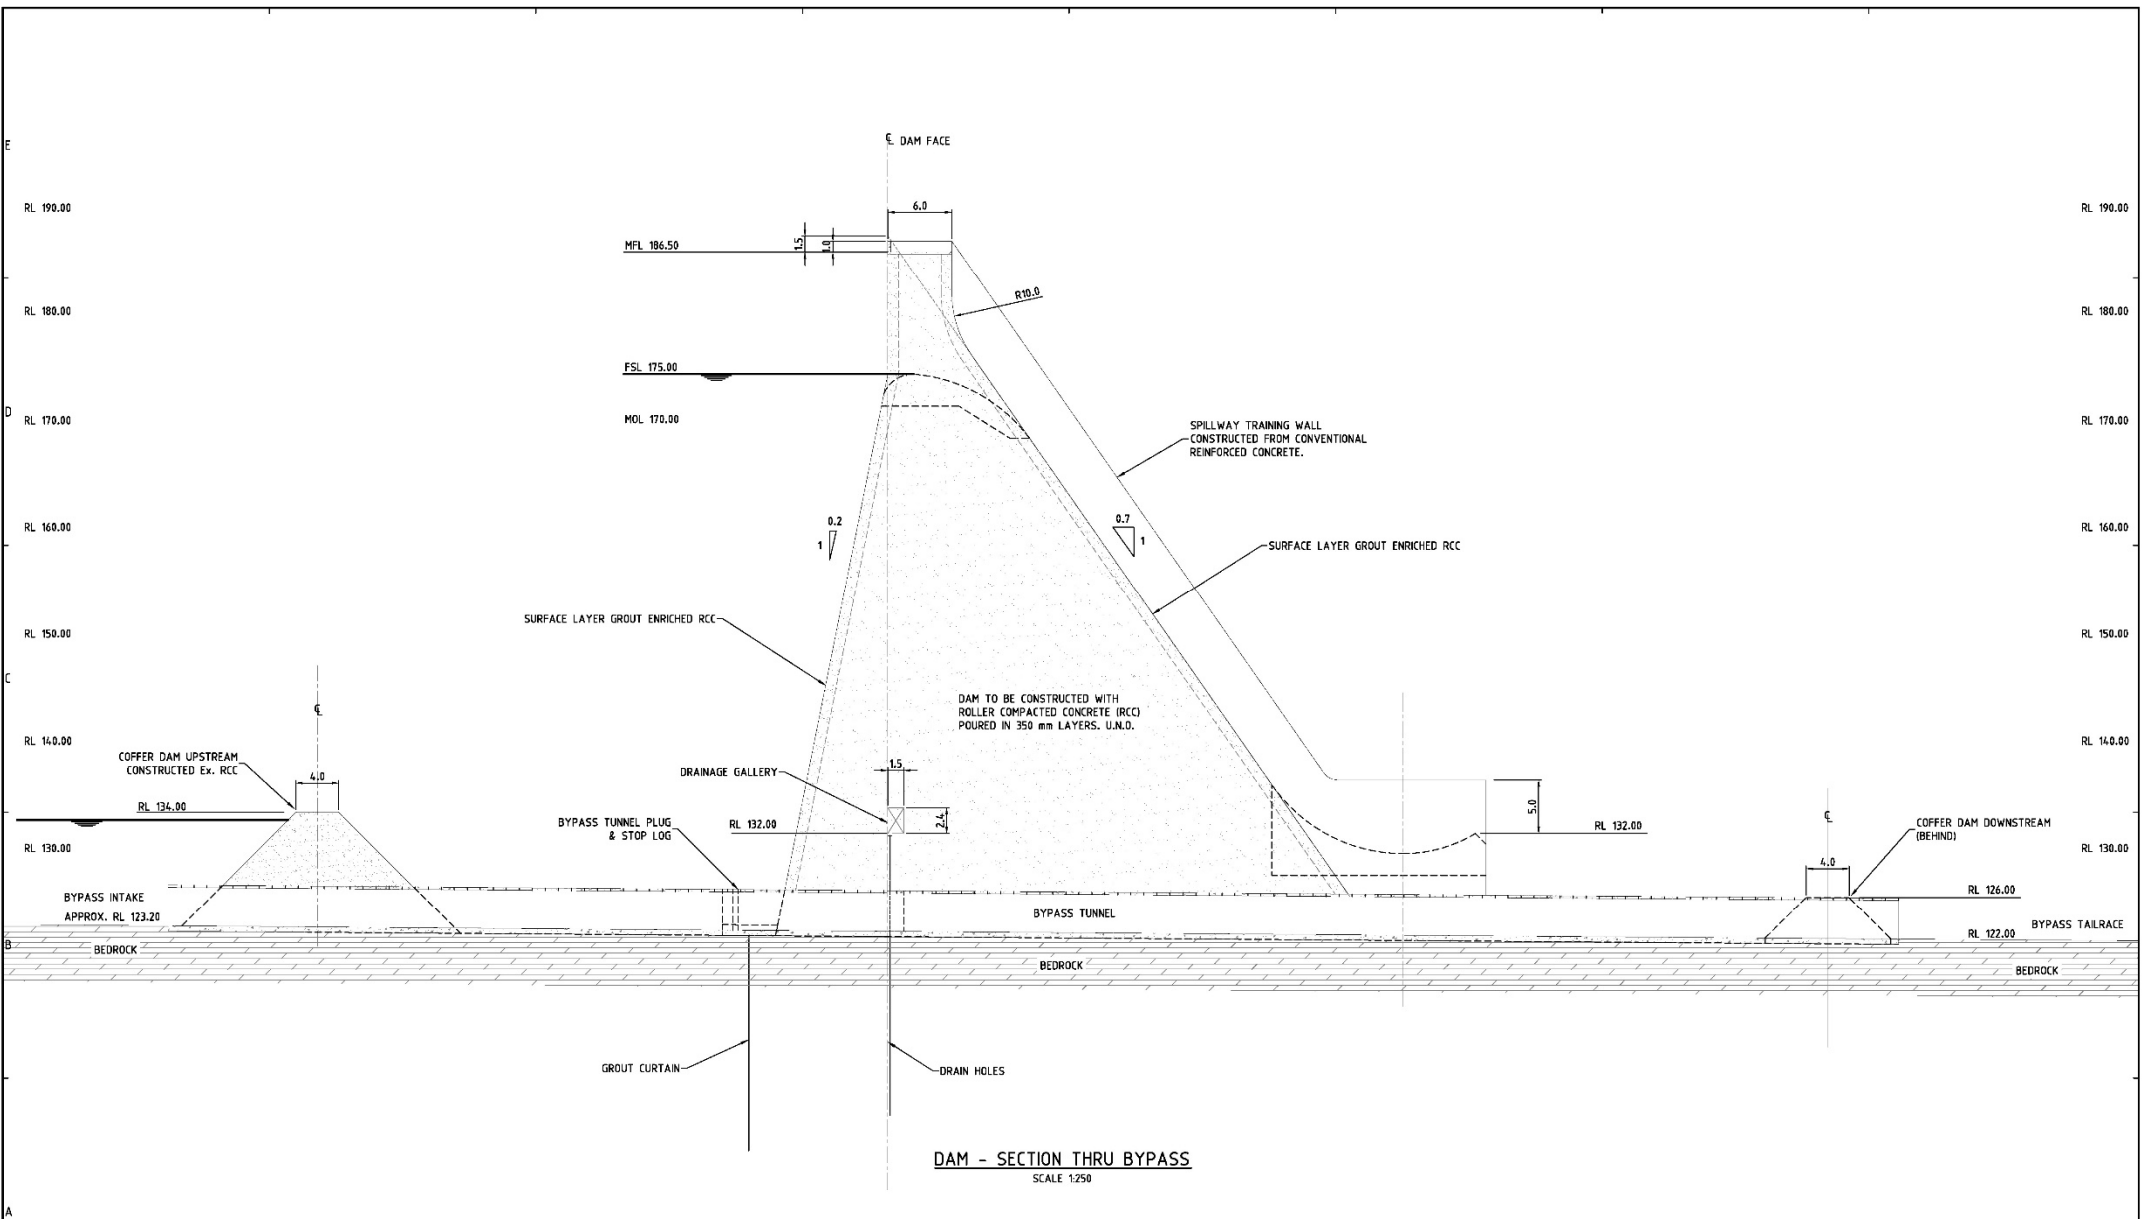 ℄ DAM FACE
E
RL 190.00
6.0
RL 190.00
MFL 186.50
1.5
1.0
R10.0
RL 180.00
RL 180.00
FSL 175.00
D
RL 170.00
MOL 170.00
RL 170.00
SPILLWAY TRAINING WALL
CONSTRUCTED FROM CONVENTIONAL
REINFORCED CONCRETE.
RL 160.00
0.2
1
0.7
1
RL 160.00
SURFACE LAYER GROUT ENRICHED RCC
SURFACE LAYER GROUT ENRICHED RCC
RL 150.00
RL 150.00
C
℄
DAM TO BE CONSTRUCTED WITH
ROLLER COMPACTED CONCRETE (RCC)
POURED IN 350 mm LAYERS. U.N.O.
RL 140.00
RL 140.00
COFFER DAM UPSTREAM
CONSTRUCTED Ex. RCC
4.0
DRAINAGE GALLERY
1.5
RL 134.00
2.4
5.0
BYPASS TUNNEL PLUG
& STOP LOG
RL 132.00
RL 132.00
℄
COFFER DAM DOWNSTREAM
(BEHIND)
RL 130.00
RL 130.00
4.0
BYPASS INTAKE
APPROX. RL 123.20
RL 126.00
BYPASS TUNNEL
BYPASS TAILRACE
RL 122.00
B
BEDROCK
BEDROCK
BEDROCK
GROUT CURTAIN
DRAIN HOLES
DAM - SECTION THRU BYPASS
SCALE 1:250
A